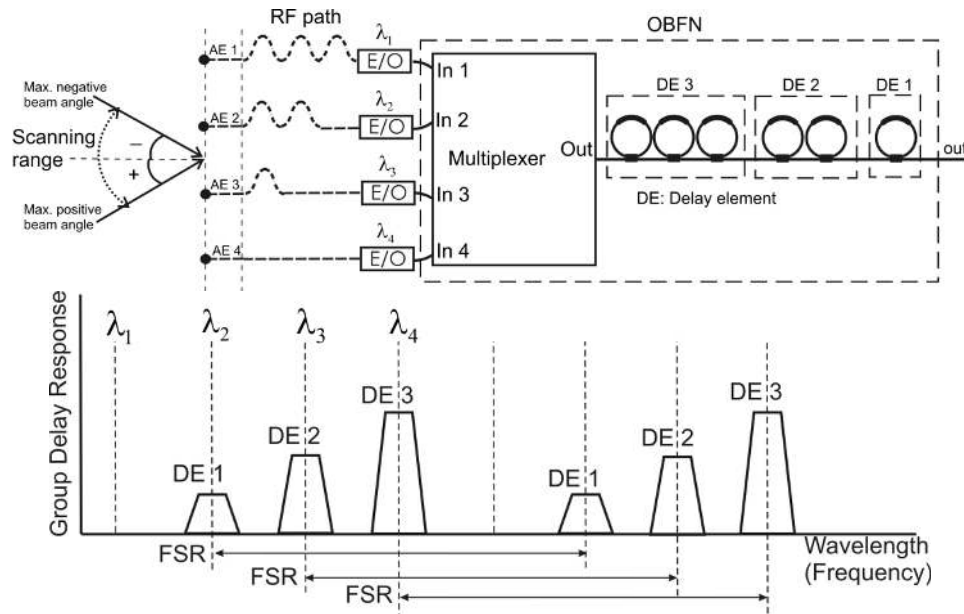 RF path
OBFN
λ1
AE 1
E/O
In 1
Max. negative
beam angle
Scanning
range
−
+
Max. positive
beam angle
λ2
AE 2
E/O
In 2
λ3
AE 3
E/O
In 3
λ4
AE 4
E/O
In 4
Multiplexer
Out
DE 3
DE 2
DE 1
out
DE: Delay element
Group Delay Response
λ1
λ2
λ3
λ4
DE 1
DE 2
DE 3
DE 1
DE 2
DE 3
FSR
FSR
FSR
Wavelength
(Frequency)